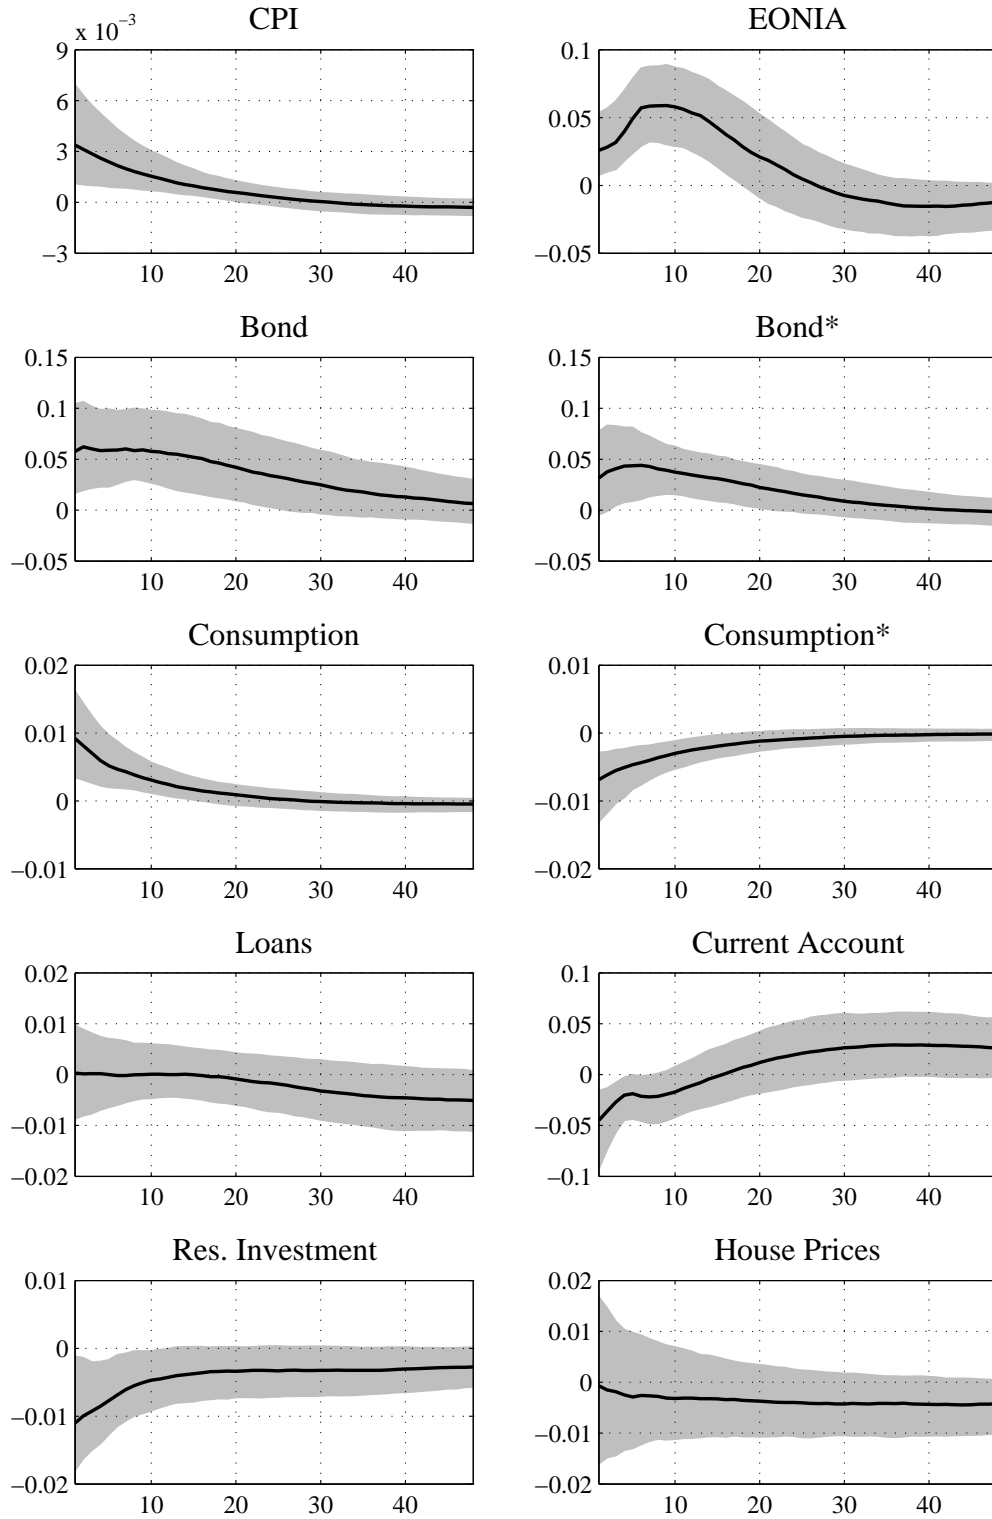 CPI
x 10⁻³
9
6
3
0
−3
10 20 30 40
EONIA
0.1
0.05
0
−0.05
10 20 30 40
Bond
0.15
0.1
0.05
0
−0.05
10 20 30 40
Bond*
0.15
0.1
0.05
0
−0.05
10 20 30 40
Consumption
0.02
0.01
0
−0.01
10 20 30 40
Consumption*
0.01
0
−0.01
−0.02
10 20 30 40
Loans
0.02
0.01
0
−0.01
−0.02
10 20 30 40
Current Account
0.1
0.05
0
−0.05
−0.1
10 20 30 40
Res. Investment
0.01
0
−0.01
−0.02
10 20 30 40
House Prices
0.02
0.01
0
−0.01
−0.02
10 20 30 40